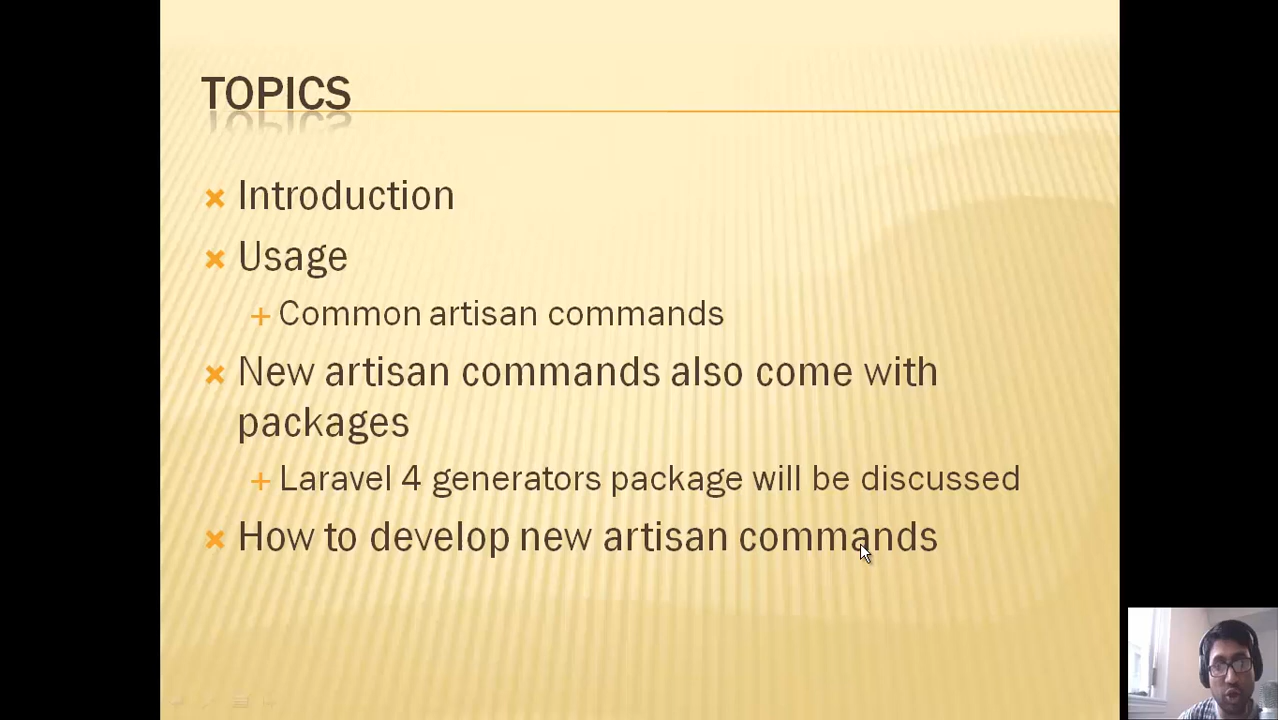 TOPICS
Introduction
Usage
Common artisan commands
New artisan commands also come with
packages
Laravel 4 generators package will be discussed
How to develop new artisan commands